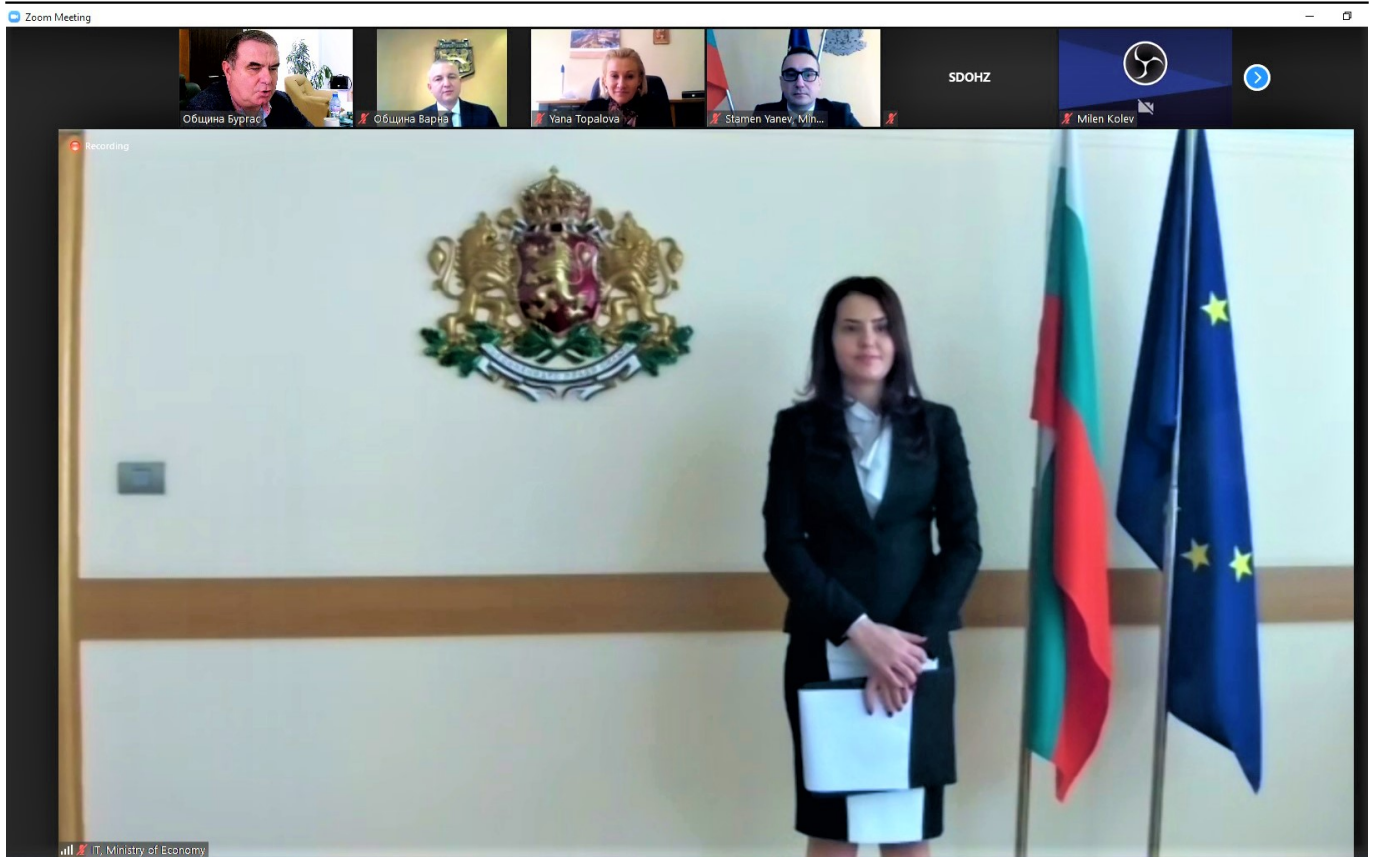 Zoom Meeting
Община Бургас
Община Варна
Yana Topalova
Stamen Yanev, Min...
SDOHZ
Milen Kolev
Recording
IT, Ministry of Economy